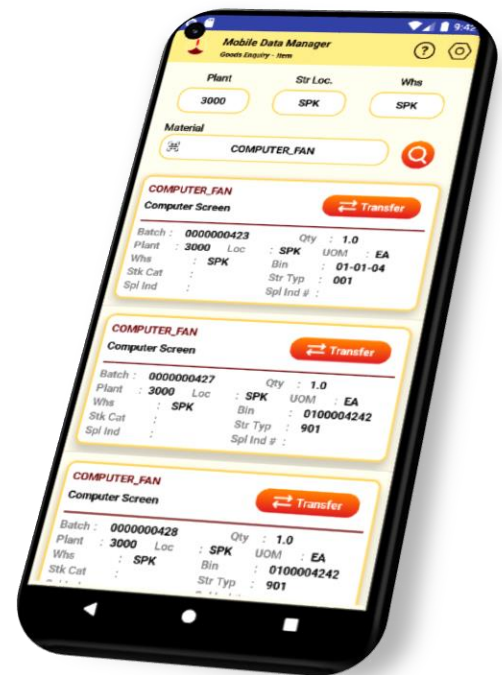 9:42
Mobile Data Manager
Goods Enquiry - Item
?
Plant Str Loc. Whs
3000 SPK SPK
Material
COMPUTER_FAN
COMPUTER_FAN
Computer Screen
Transfer
Batch : 0000000423 Qty : 1.0
Plant : 3000 Loc : SPK UOM : EA
Whs : SPK Bin : 01-01-04
Stk Cat : Str Typ : 001
Spl Ind : Spl Ind # :
COMPUTER_FAN
Computer Screen
Transfer
Batch : 0000000427 Qty : 1.0
Plant : 3000 Loc : SPK UOM : EA
Whs : SPK Bin : 0100004242
Stk Cat : Str Typ : 901
Spl Ind : Spl Ind # :
COMPUTER_FAN
Computer Screen
Transfer
Batch : 0000000428 Qty : 1.0
Plant : 3000 Loc : SPK UOM : EA
Whs : SPK Bin : 0100004242
Stk Cat : Str Typ : 901